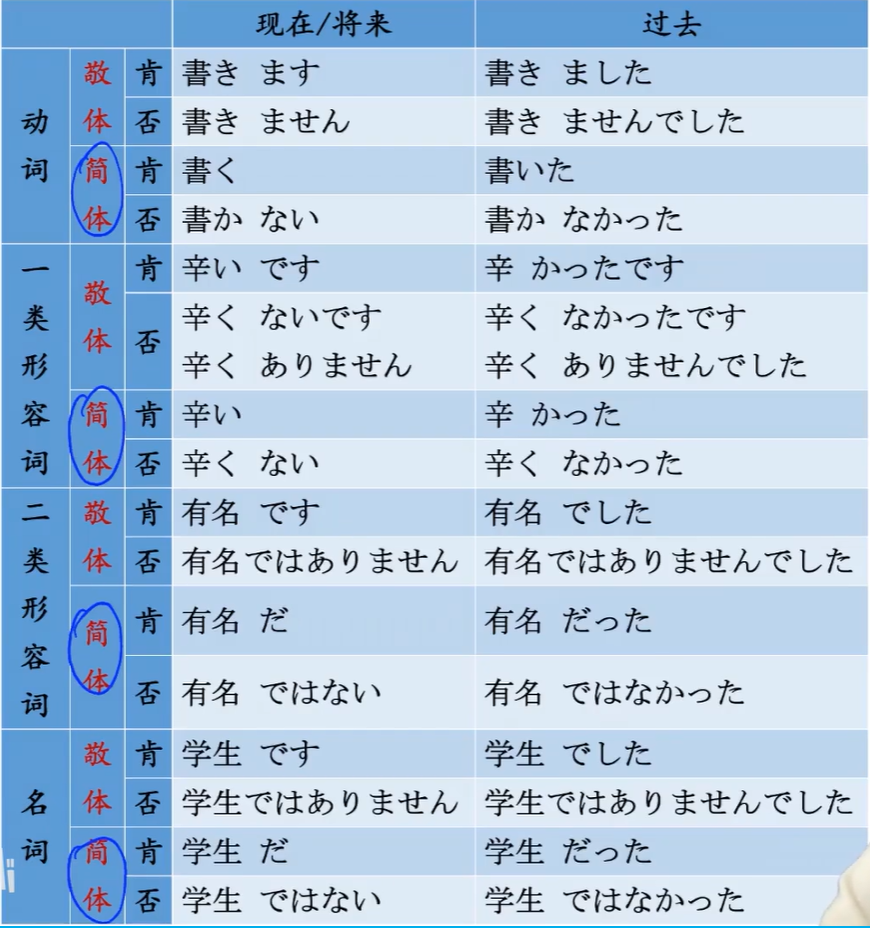 现在/将来 过去
动词 敬体 肯 書き ます 書き ました
否 書き ません 書き ませんでした
简体 肯 書く 書いた
否 書か ない 書か なかった
一类形容词 敬体 肯 辛い です 辛 かったです
否 辛く ないです 辛く なかったです
辛く ありません 辛く ありませんでした
简体 肯 辛い 辛 かった
否 辛く ない 辛く なかった
二类形容词 敬体 肯 有名 です 有名 でした
否 有名ではありません 有名ではありませんでした
简体 肯 有名 だ 有名 だった
否 有名 ではない 有名 ではなかった
名词 敬体 肯 学生 です 学生 でした
否 学生ではありません 学生ではありませんでした
简体 肯 学生 だ 学生 だった
否 学生 ではない 学生 ではなかった